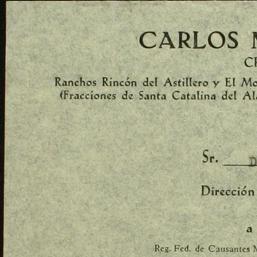 CARLOS
Ranchos Rincón del Astillero y El
(Fracciones de Santa Catalina del
Sr.
Dirección
a
Reg. Fed. de Causantes